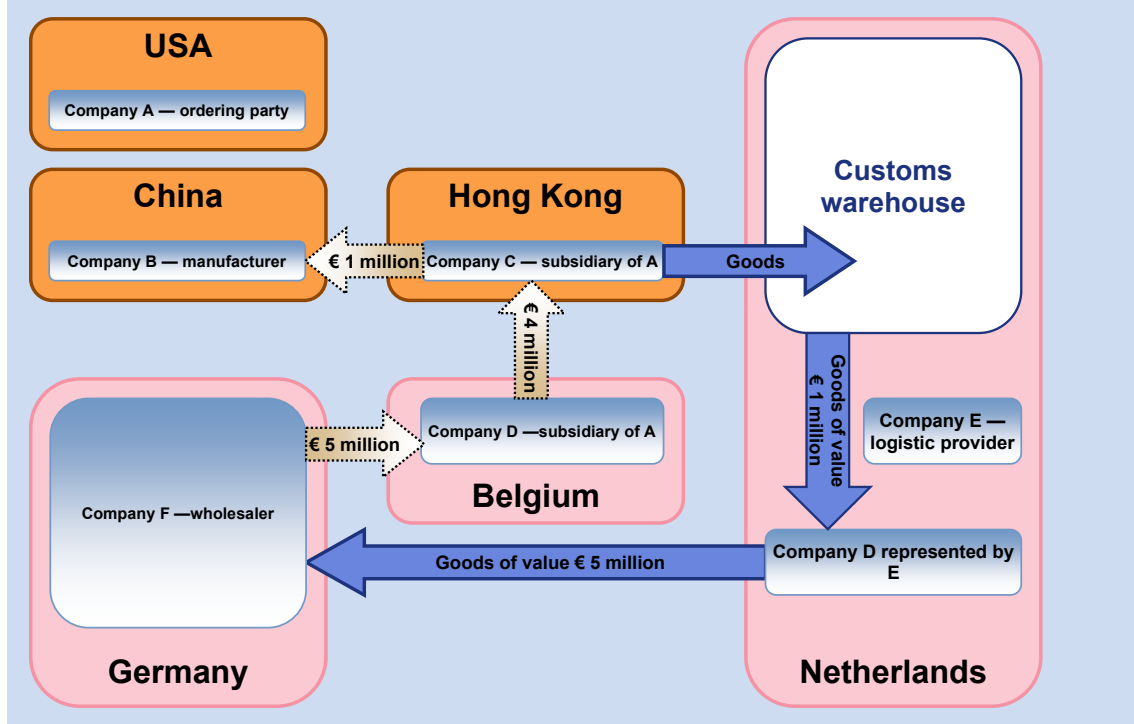 USA
Company A — ordering party
China
Company B — manufacturer
€ 1 million
Hong Kong
Company C — subsidiary of A
Goods
Customs
warehouse
€ 4 million
Goods of value
€ 1 million
Company E —
logistic provider
Company F —wholesaler
€ 5 million
Company D —subsidiary of A
Belgium
Goods of value € 5 million
Company D represented by
E
Germany
Netherlands